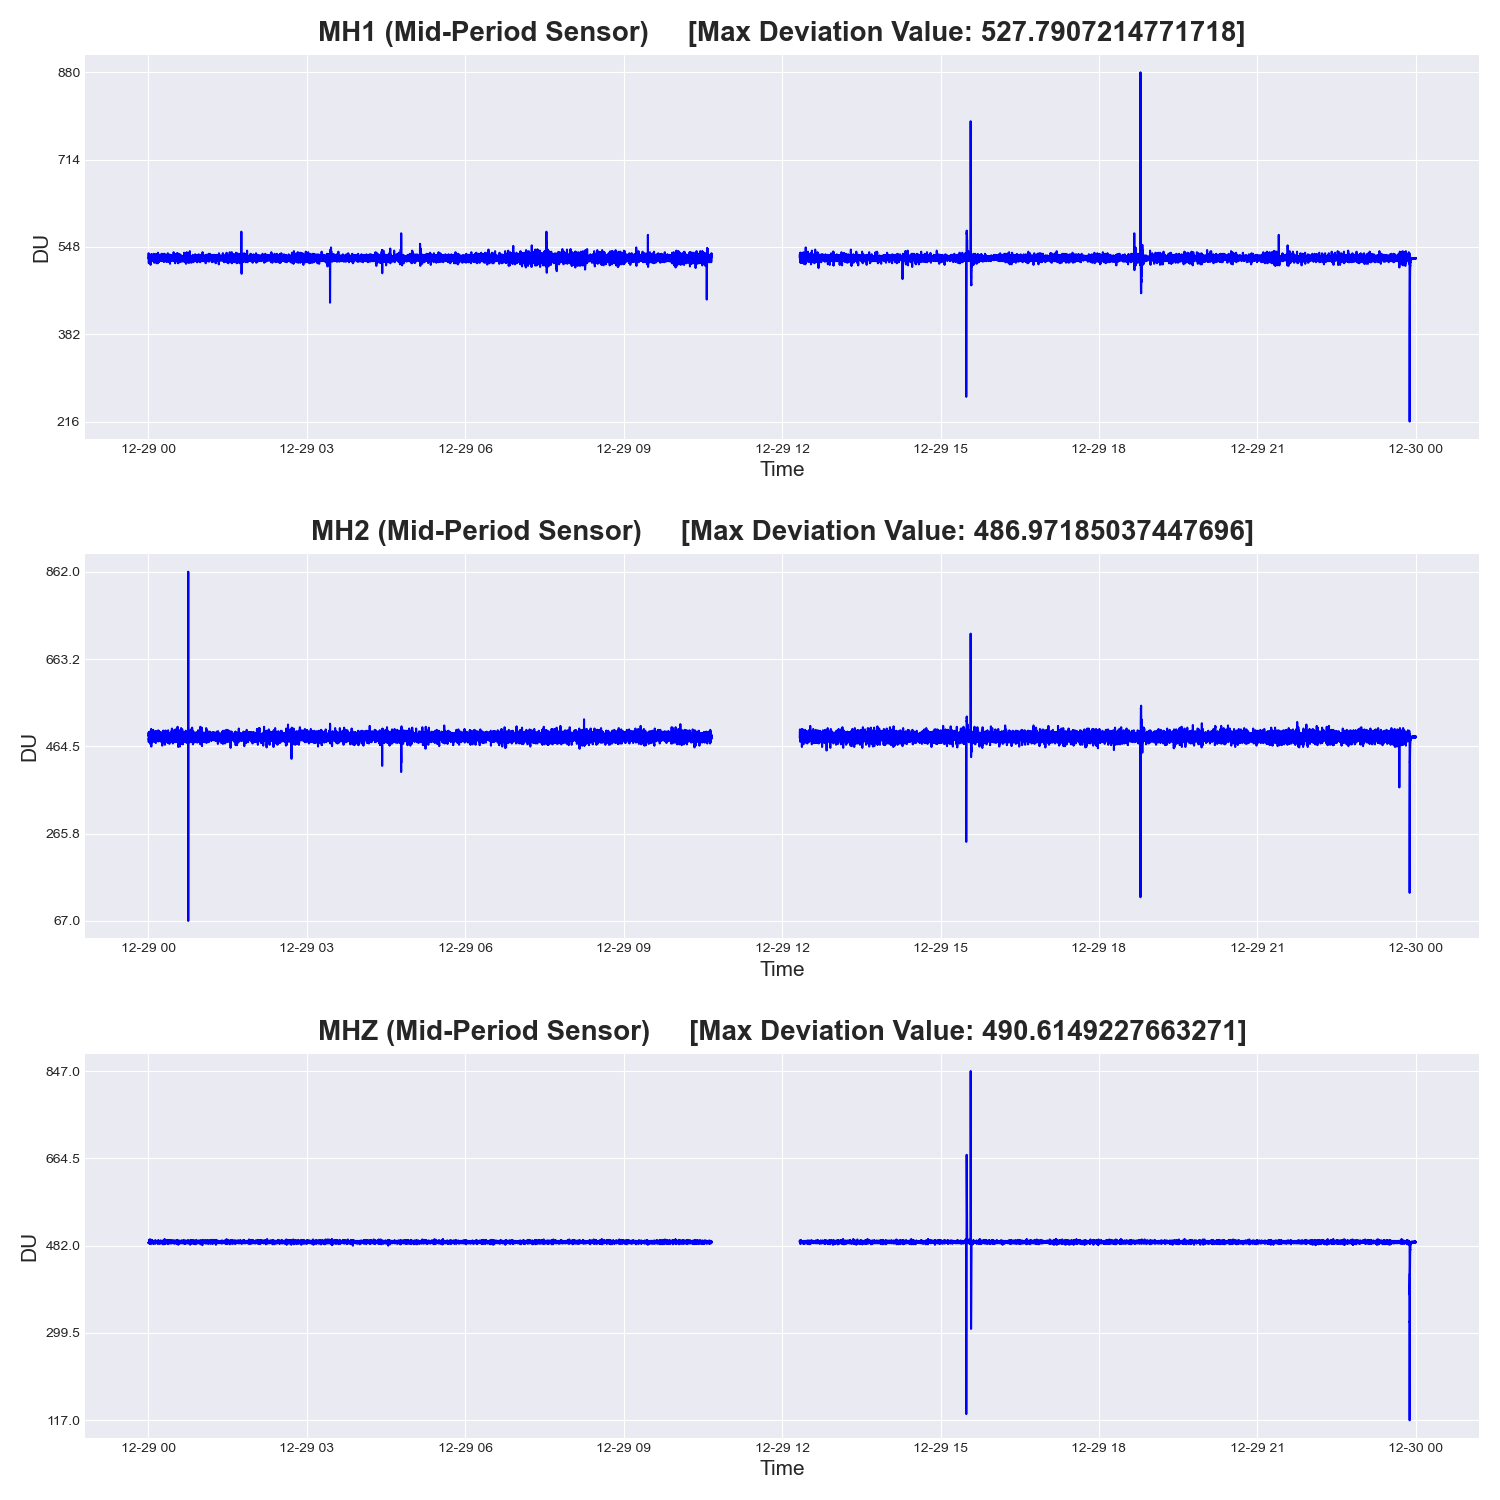 MH1 (Mid-Period Sensor) [Max Deviation Value: 527.7907214771718]
880
714
548
382
216
DU
12-29 00 12-29 03 12-29 06 12-29 09 12-29 12 12-29 15 12-29 18 12-29 21 12-30 00
Time
MH2 (Mid-Period Sensor) [Max Deviation Value: 486.97185037447696]
862.0
663.2
464.5
265.8
67.0
DU
12-29 00 12-29 03 12-29 06 12-29 09 12-29 12 12-29 15 12-29 18 12-29 21 12-30 00
Time
MHZ (Mid-Period Sensor) [Max Deviation Value: 490.6149227663271]
847.0
664.5
482.0
299.5
117.0
DU
12-29 00 12-29 03 12-29 06 12-29 09 12-29 12 12-29 15 12-29 18 12-29 21 12-30 00
Time